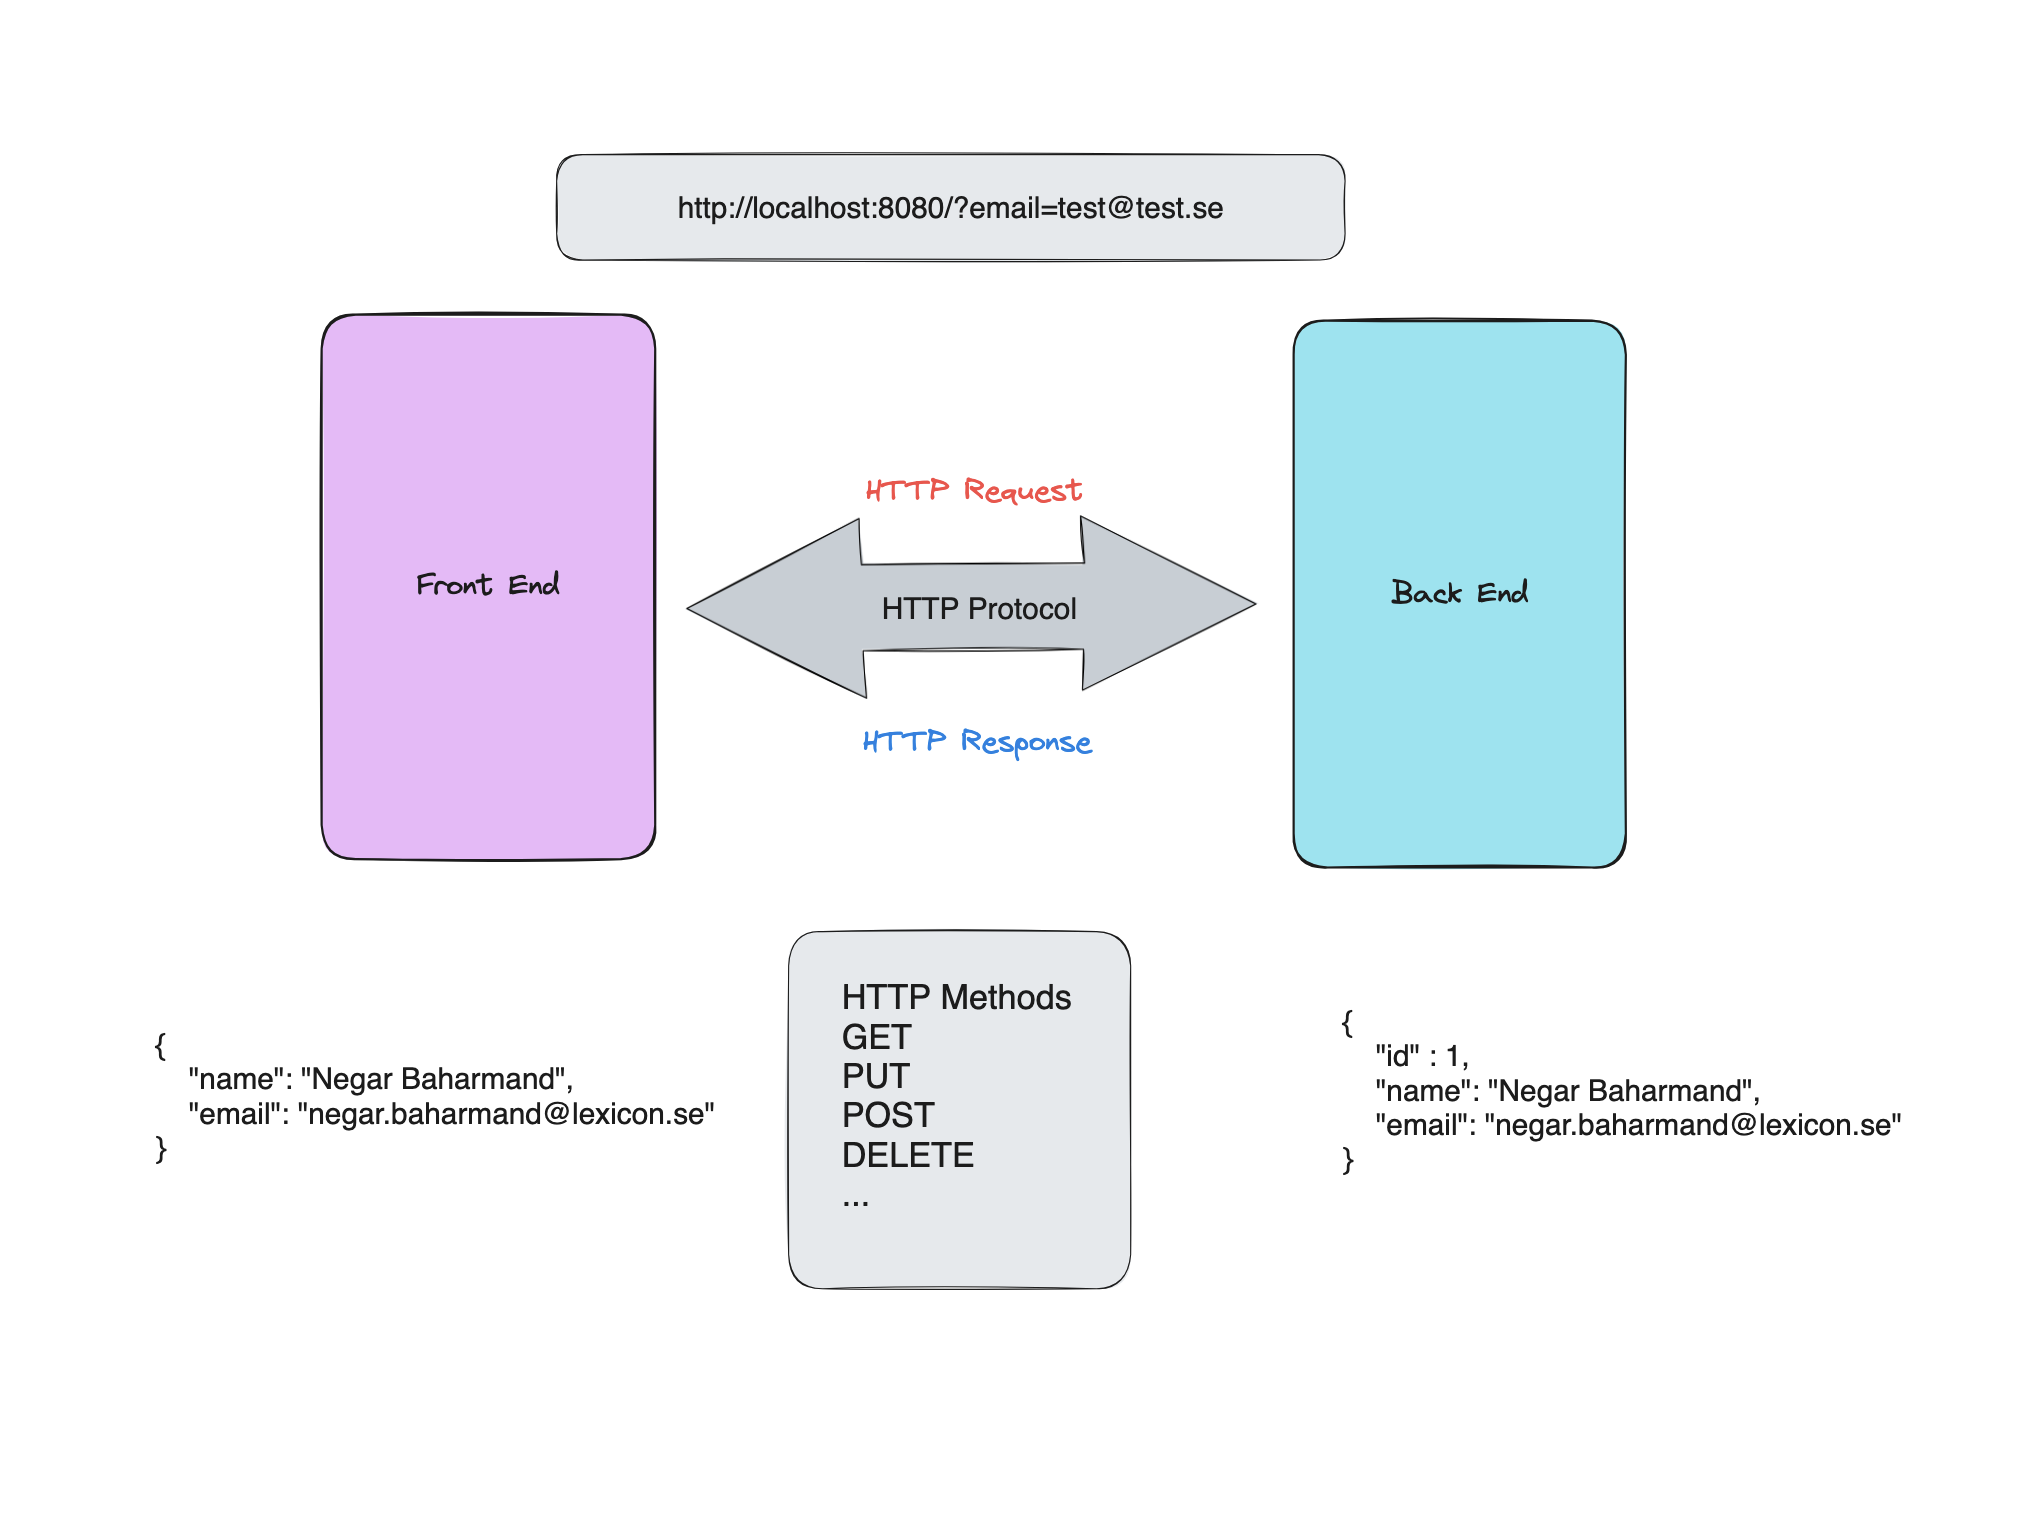 http://localhost:8080/?email=test@test.se
HTTP Request
Front End
HTTP Protocol
Back End
HTTP Response
{
"name": "Negar Baharmand",
"email": "negar.baharmand@lexicon.se"
}
HTTP Methods
GET
PUT
POST
DELETE
...
{
"id" : 1,
"name": "Negar Baharmand",
"email": "negar.baharmand@lexicon.se"
}